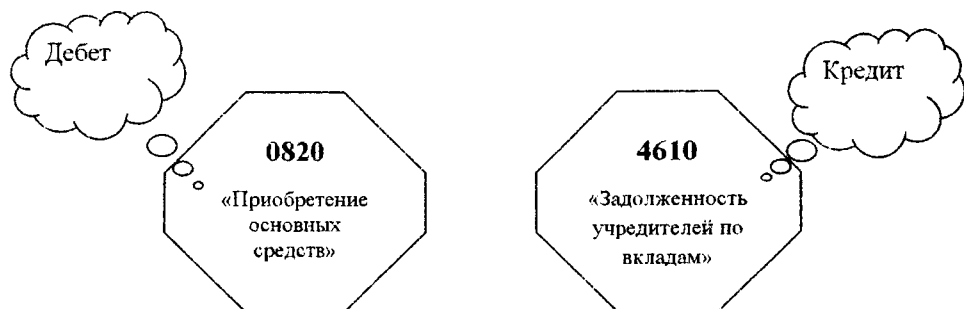 Дебет
Кредит
0820
«Приобретение
основных
средств»
4610
«Задолженность
учредителей по
вкладам»